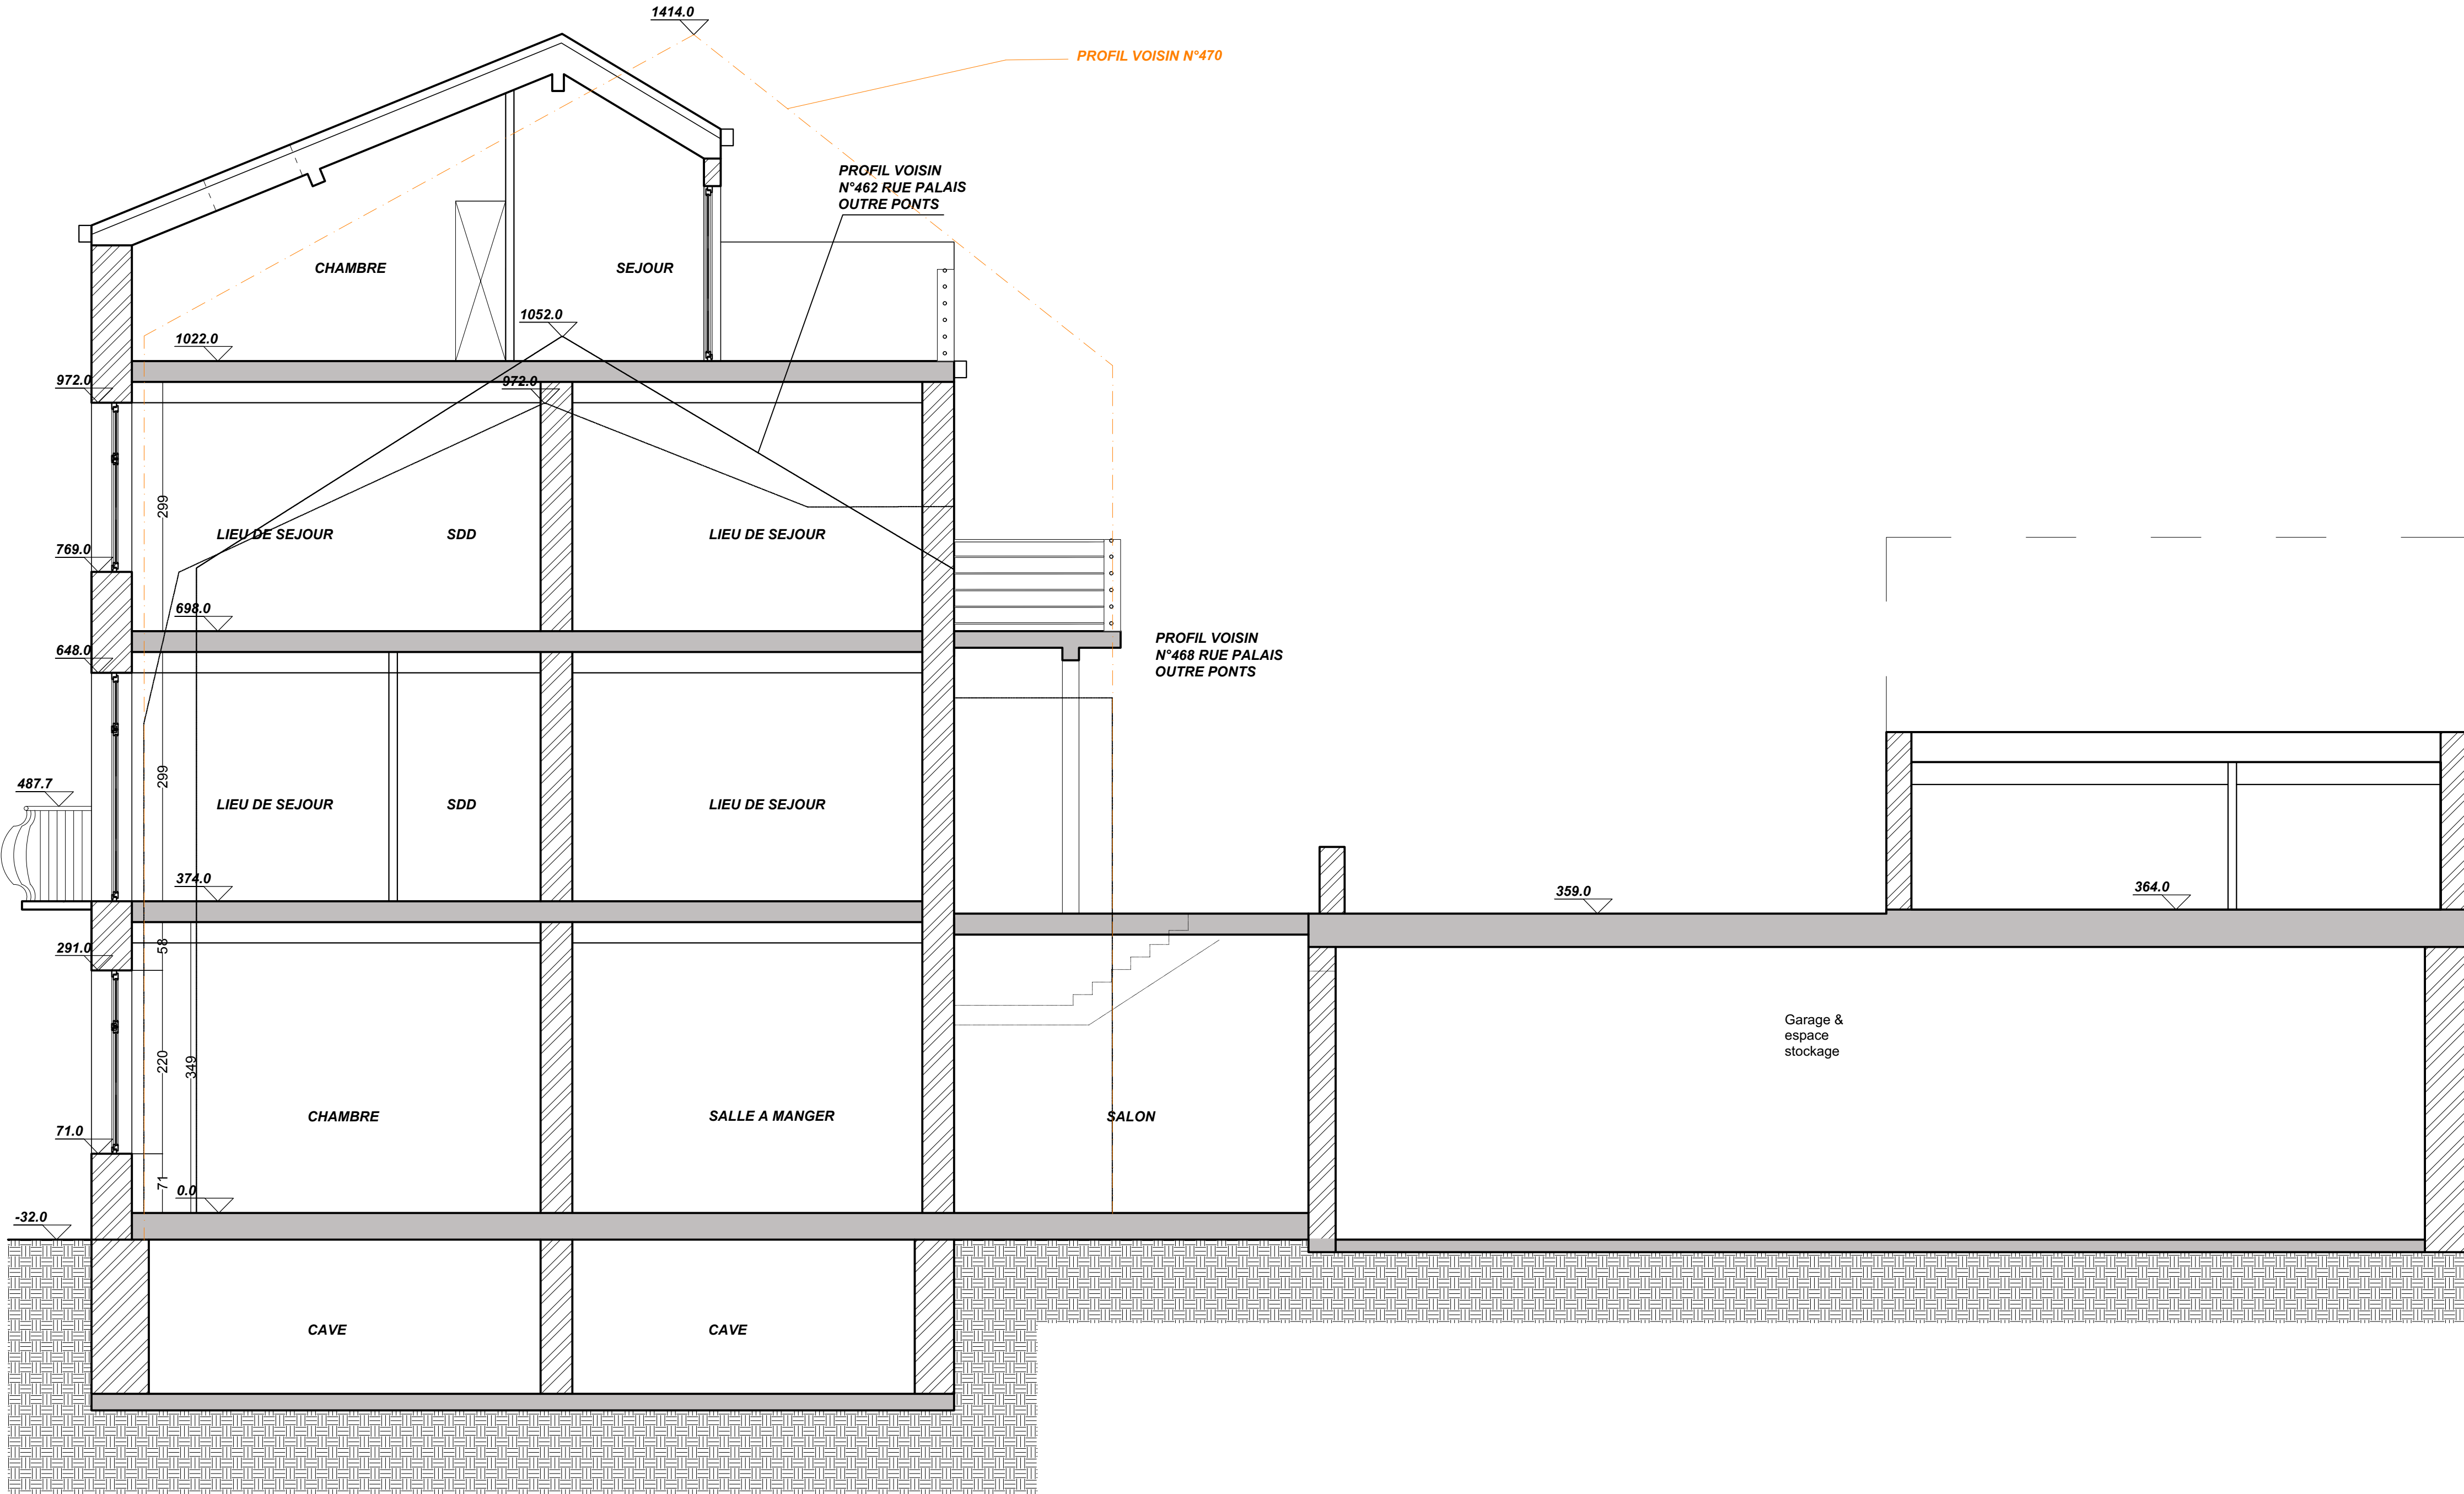 1414.0
PROFIL VOISIN N°470
PROFIL VOISIN
N°462 RUE PALAIS
OUTRE PONTS
CHAMBRE
SEJOUR
1052.0
1022.0
972.0
972.0
299
LIEU DE SEJOUR
SDD
LIEU DE SEJOUR
769.0
698.0
648.0
PROFIL VOISIN
N°468 RUE PALAIS
OUTRE PONTS
299
487.7
LIEU DE SEJOUR
SDD
LIEU DE SEJOUR
374.0
359.0
364.0
58
291.0
Garage &
espace
stockage
220
349
CHAMBRE
SALLE A MANGER
SALON
71.0
71
0.0
-32.0
CAVE
CAVE